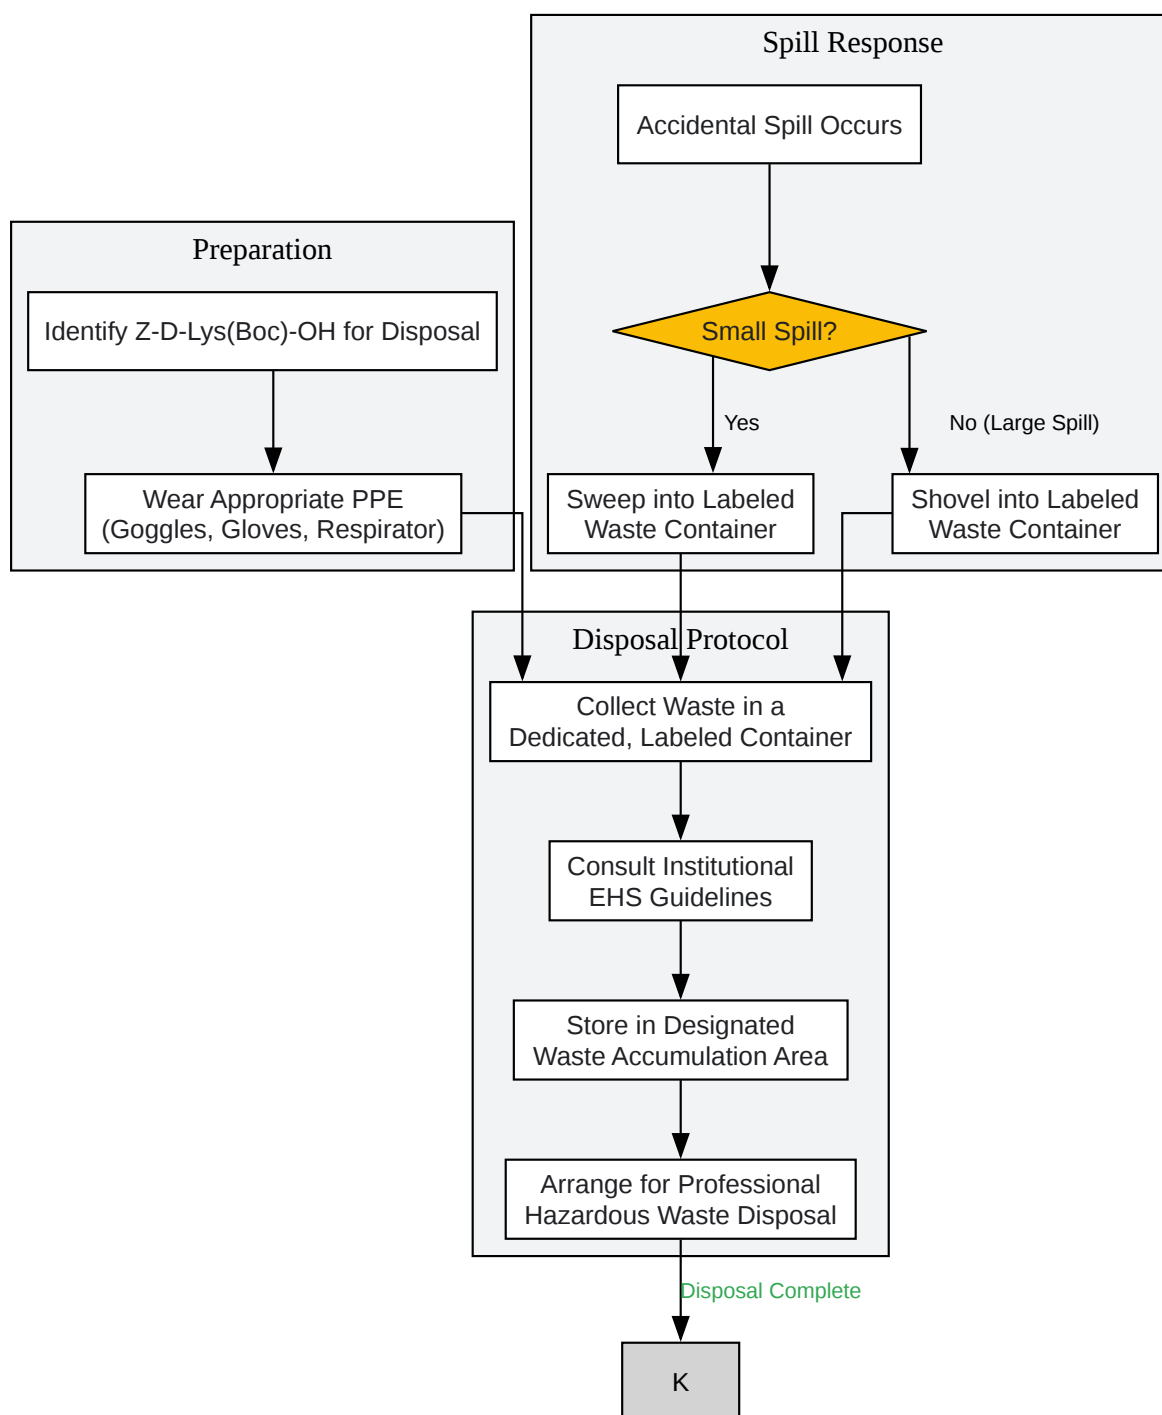 Spill Response
Accidental Spill Occurs
Preparation
Identify Z-D-Lys(Boc)-OH for Disposal
Small Spill?
Yes
No (Large Spill)
Wear Appropriate PPE
(Goggles, Gloves, Respirator)
Sweep into Labeled
Waste Container
Shovel into Labeled
Waste Container
Disposal Protocol
Collect Waste in a
Dedicated, Labeled Container
Consult Institutional
EHS Guidelines
Store in Designated
Waste Accumulation Area
Arrange for Professional
Hazardous Waste Disposal
Disposal Complete
K